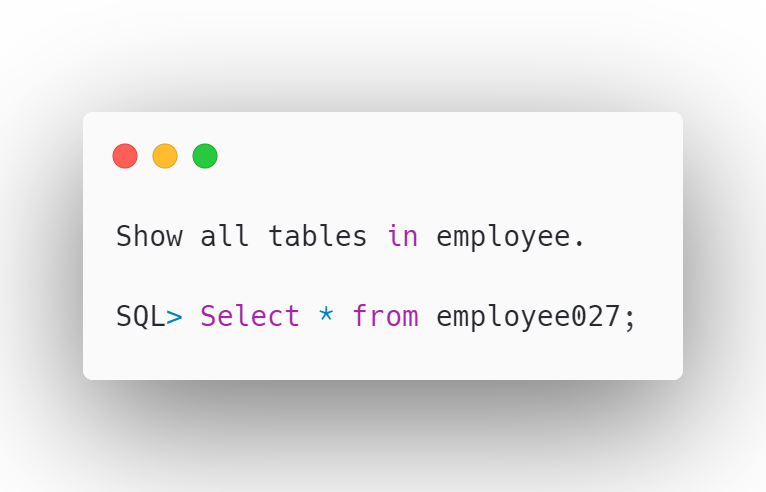 Show all tables in employee.
SQL> Select * from employee027;